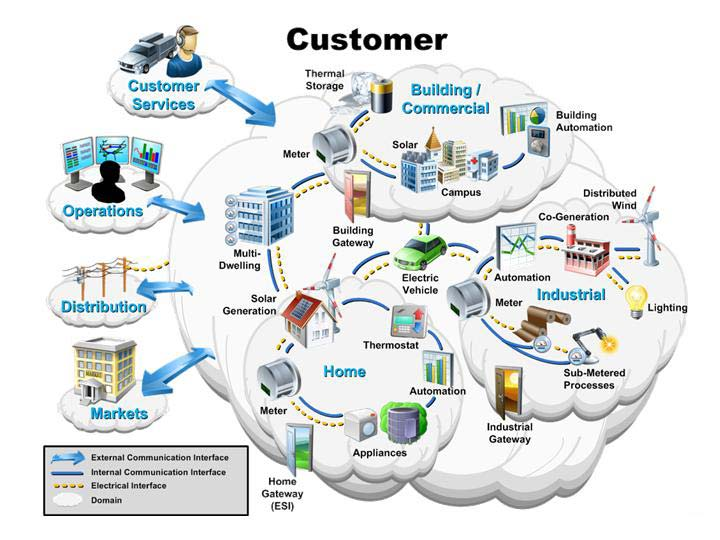 Customer
Customer
Services
Operations
Distribution
Markets
MARKET
Thermal
Storage
Building /
Commercial
Building
Automation
Meter
Solar
Campus
Multi-
Dwelling
Building
Gateway
Electric
Vehicle
Distributed
Wind
Co-Generation
Automation
Meter
Industrial
Lighting
Sub-Metered
Processes
Industrial
Gateway
Solar
Generation
Thermostat
Home
Automation
Meter
Appliances
Home
Gateway
(ESI)
External Communication Interface
Internal Communication Interface
Electrical Interface
Domain